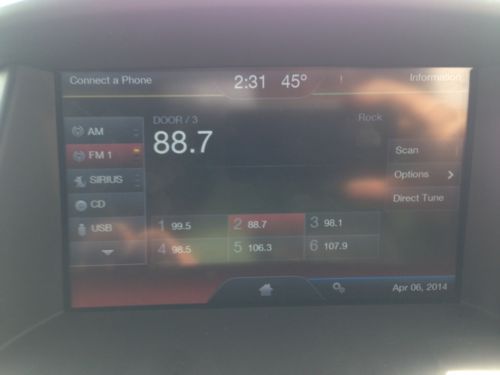 Connect a Phone 2:31 45° Information
DOOR / 3 Rock
88.7
AM
FM 1
SIRIUS
CD
USB
Scan
Options >
Direct Tune
1 99.5 2 88.7 3 98.1
4 98.5 5 106.3 6 107.9
Apr 06, 2014